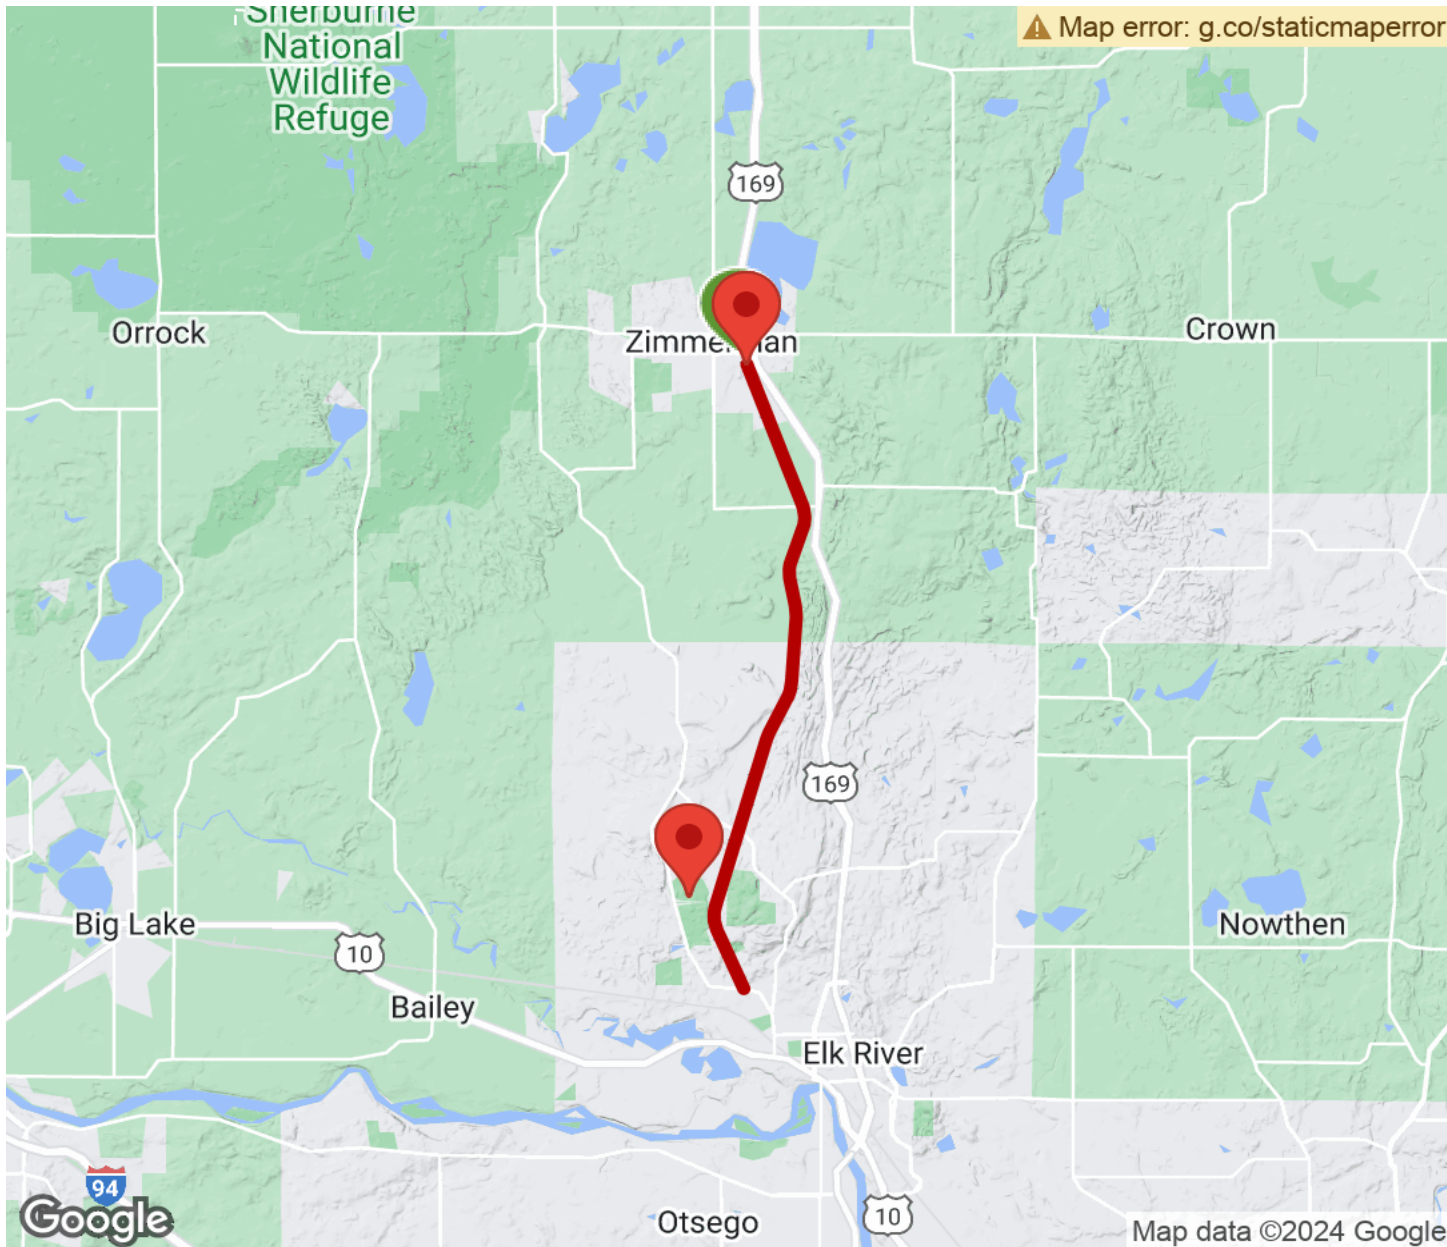 Sherburne
National
Wildlife
Refuge
Map error: g.co/staticmaperror
169
Orrock
Zimmerman
Crown
169
Big Lake
10
Bailey
Nowthen
Elk River
94
Otsego
10
Google
Map data ©2024 Google